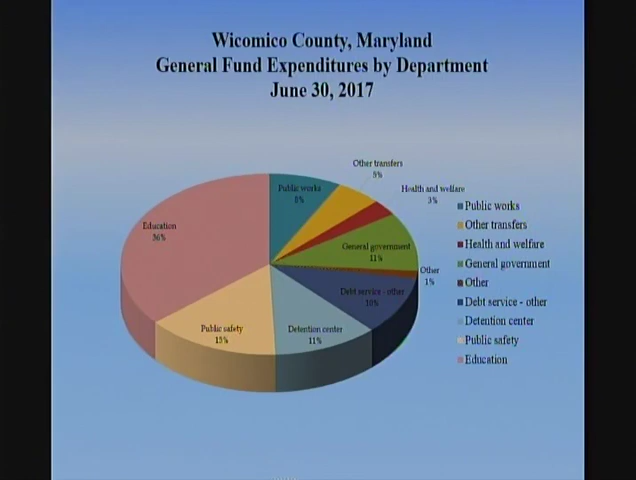 Wicomico County, Maryland
General Fund Expenditures by Department
June 30, 2017
Other transfers
5%
Public works
8%
Health and welfare
3%
Education
36%
General government
11%
Other
1%
Debt service - other
10%
Public safety
15%
Detention center
11%
Public works
Other transfers
Health and welfare
General government
Other
Debt service - other
Detention center
Public safety
Education